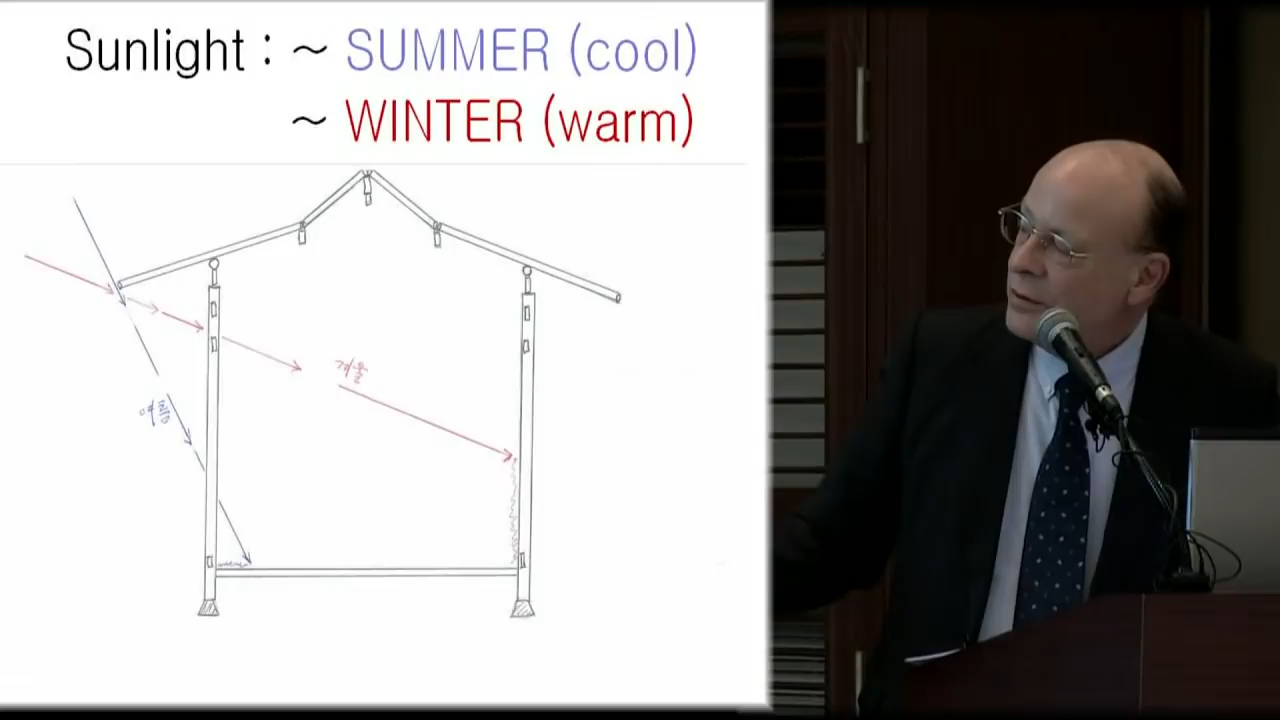 Sunlight : ~ SUMMER (cool)
~ WINTER (warm)
겨울
여름